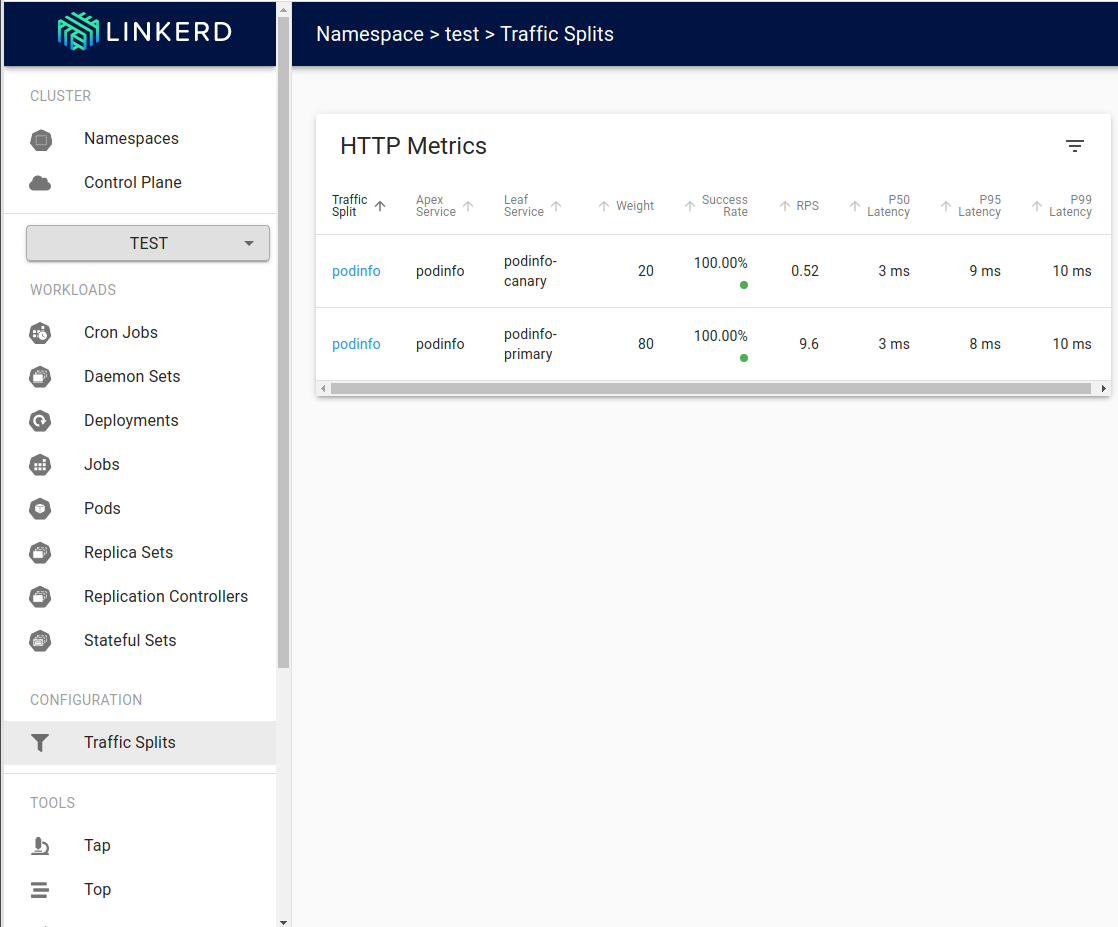 LINKERD
Namespace > test > Traffic Splits
CLUSTER
Namespaces
Control Plane
TEST
WORKLOADS
Cron Jobs
Daemon Sets
Deployments
Jobs
Pods
Replica Sets
Replication Controllers
Stateful Sets
CONFIGURATION
Traffic Splits
TOOLS
Tap
Top
HTTP Metrics
Traffic Split Apex Service Leaf Service Weight Success Rate RPS P50 Latency P95 Latency P99 Latency
podinfo podinfo podinfo-canary 20 100.00% 0.52 3 ms 9 ms 10 ms
podinfo podinfo podinfo-primary 80 100.00% 9.6 3 ms 8 ms 10 ms